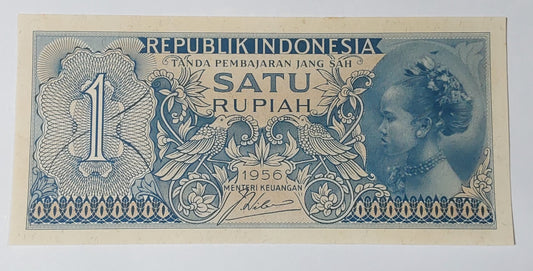 REPUBLIK INDONESIA
TANDA PEMBAJARAN JANG SAH
1
SATU
RUPIAH
1956
MENTERI KEUANGAN